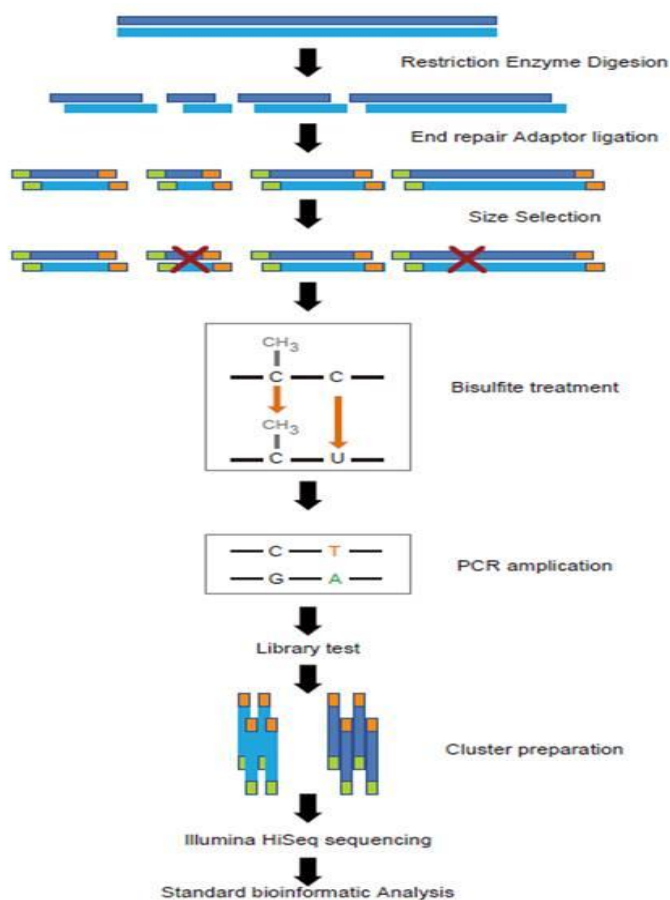 Restriction Enzyme Digesion
End repair Adaptor ligation
Size Selection
CH3
C C
CH3
C U
Bisulfite treatment
C T
G A
PCR amplication
Library test
Cluster preparation
Illumina HiSeq sequencing
Standard bioinformatic Analysis